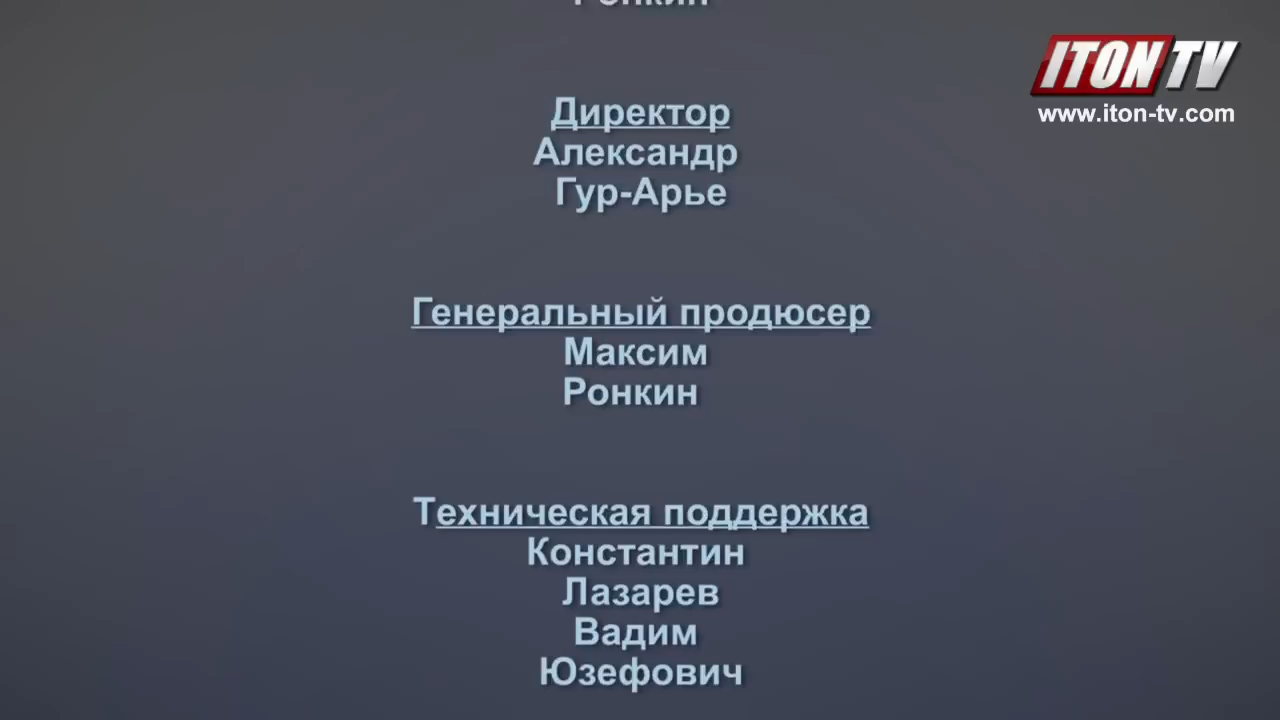 Ронкин
ITON TV
www.iton-tv.com
Директор
Александр
Гур-Арье
Генеральный продюсер
Максим
Ронкин
Техническая поддержка
Константин
Лазарев
Вадим
Юзефович